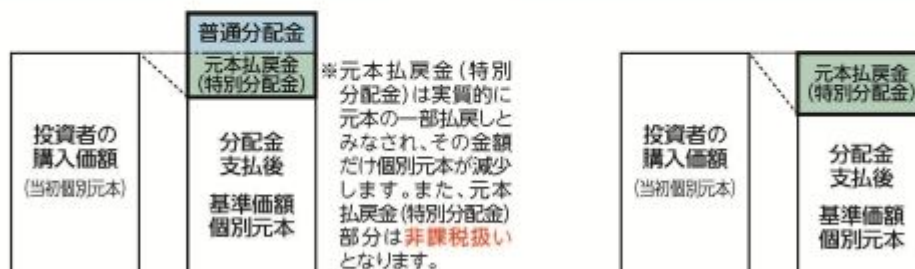 普通分配金
元本払戻金
(特別分配金)
投資者の
購入価額
(当初個別元本)
分配金
支払後
基準価額
個別元本
※元本払戻金(特別
分配金)は実質的に
元本の一部払戻しと
みなされ、その金額
だけ個別元本が減少
します。また、元本
払戻金(特別分配金)
部分は非課税扱い
となります。
元本払戻金
(特別分配金)
投資者の
購入価額
(当初個別元本)
分配金
支払後
基準価額
個別元本